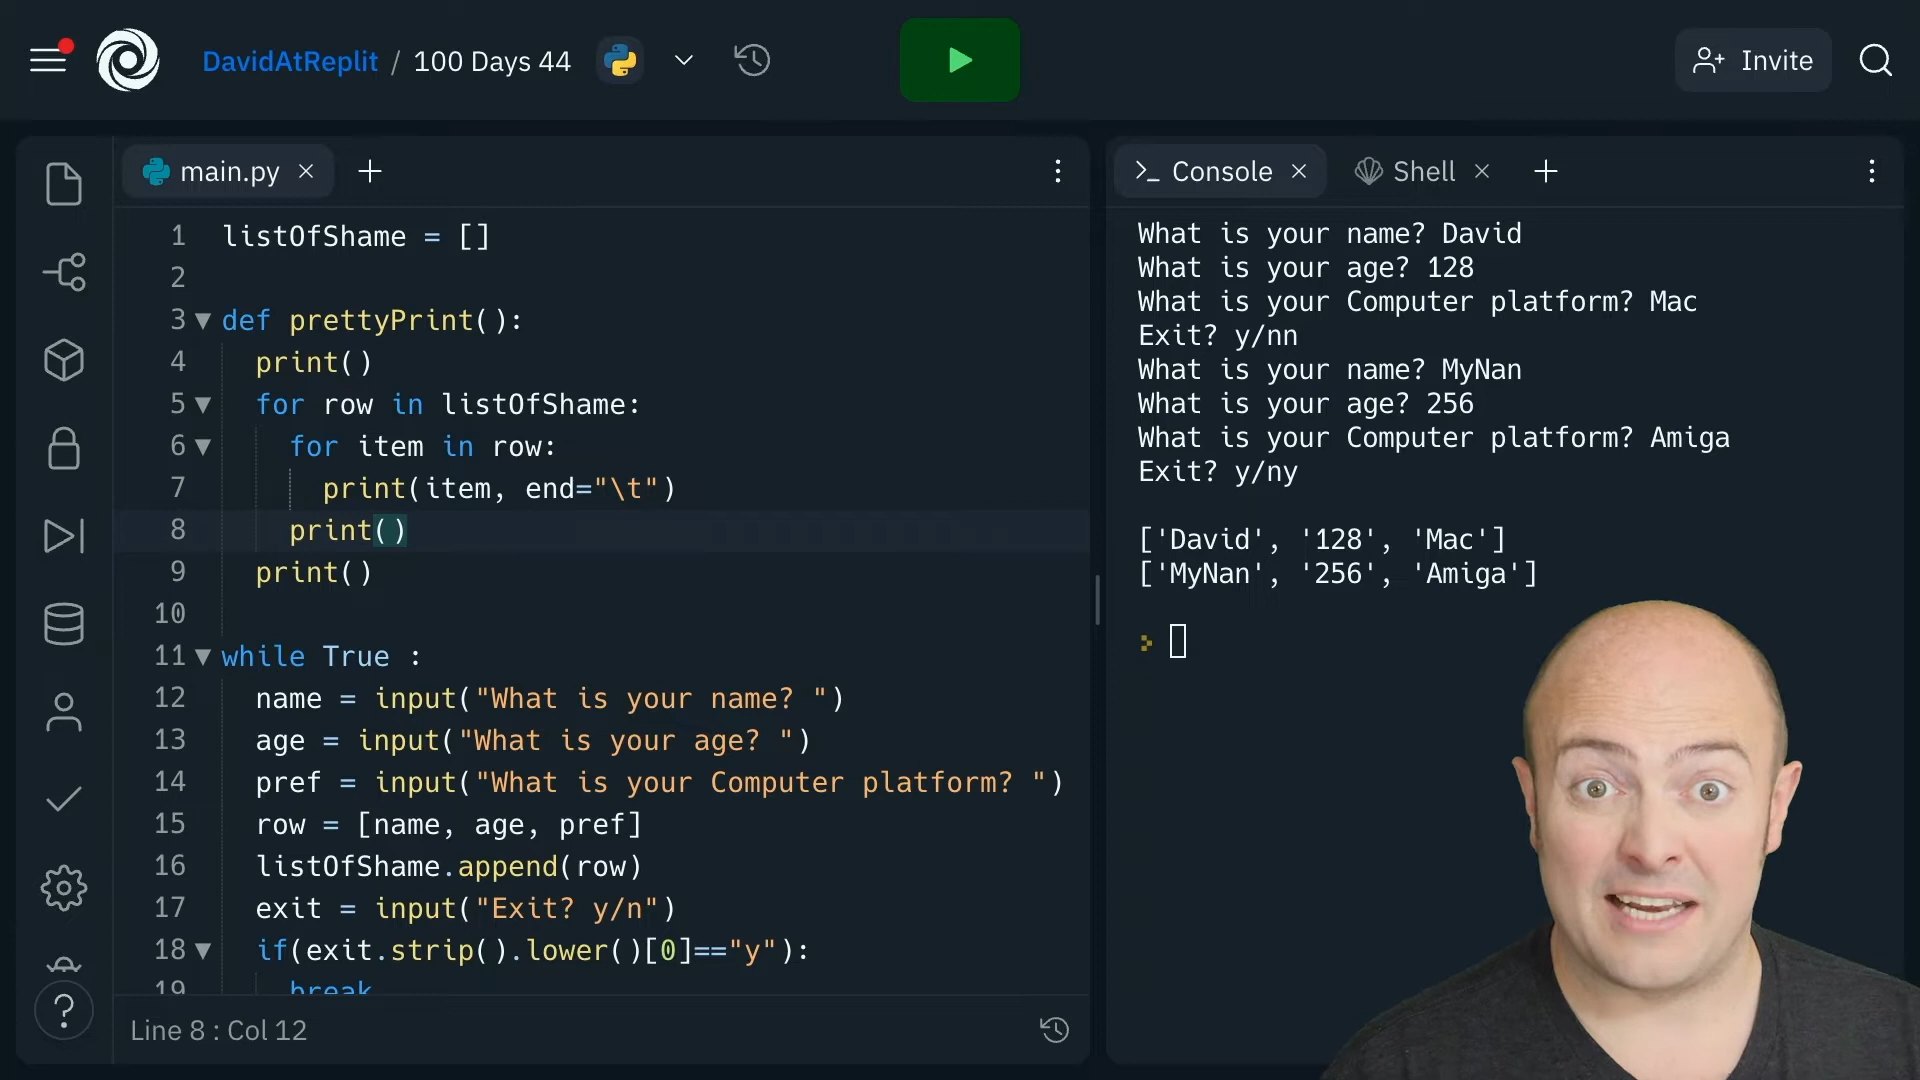 DavidAtReplit / 100 Days 44
Invite
main.py
1 listOfShame = []
2
3 def prettyPrint():
4 print()
5 for row in listOfShame:
6 for item in row:
7 print(item, end="\t")
8 print()
9 print()
10
11 while True :
12 name = input("What is your name? ")
13 age = input("What is your age? ")
14 pref = input("What is your Computer platform? ")
15 row = [name, age, pref]
16 listOfShame.append(row)
17 exit = input("Exit? y/n")
18 if(exit.strip().lower()[0]=="y"):
19 break
Line 8 : Col 12
Console
Shell
What is your name? David
What is your age? 128
What is your Computer platform? Mac
Exit? y/nn
What is your name? MyNan
What is your age? 256
What is your Computer platform? Amiga
Exit? y/ny
['David', '128', 'Mac']
['MyNan', '256', 'Amiga']